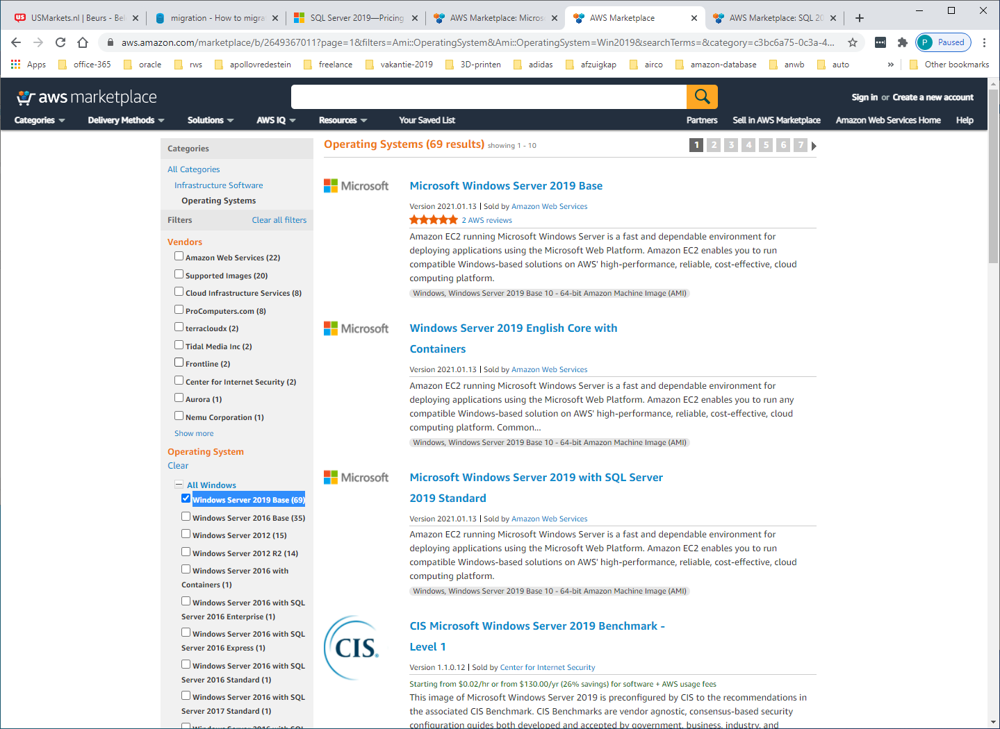 USMarkets.nl | Beurs - Bel
migration - How to migra
SQL Server 2019—Pricing
AWS Marketplace: Micros
AWS Marketplace
AWS Marketplace: SQL 20
aws.amazon.com/marketplace/b/2649367011?page=1&filters=Ami::OperatingSystem&Ami::OperatingSystem=Win2019&searchTerms=&category=c3bc6a75-0c3a-4...
P Paused
Apps
office-365
oracle
rws
apollovredestein
freelance
vakantie-2019
3D-printen
adidas
afzuigkap
airco
amazon-database
anwb
auto
»
Other bookmarks
aws marketplace
Sign in or Create a new account
Categories
Delivery Methods
Solutions
AWS IQ
Resources
Your Saved List
Partners
Sell in AWS Marketplace
Amazon Web Services Home
Help
Categories
All Categories
Infrastructure Software
Operating Systems
Filters
Clear all filters
Vendors
Amazon Web Services (22)
Supported Images (20)
Cloud Infrastructure Services (8)
ProComputers.com (8)
terracloudx (2)
Tidal Media Inc (2)
Frontline (2)
Center for Internet Security (2)
Aurora (1)
Nemu Corporation (1)
Show more
Operating System
Clear
All Windows
Windows Server 2019 Base (69)
Windows Server 2016 Base (35)
Windows Server 2012 (15)
Windows Server 2012 R2 (14)
Windows Server 2016 with
Containers (1)
Windows Server 2016 with SQL
Server 2016 Enterprise (1)
Windows Server 2016 with SQL
Server 2016 Express (1)
Windows Server 2016 with SQL
Server 2016 Standard (1)
Windows Server 2016 with SQL
Server 2017 Standard (1)
Windows Server 2016 with SQL
Operating Systems (69 results) showing 1 - 10
1 2 3 4 5 6 7
Microsoft
Microsoft Windows Server 2019 Base
Version 2021.01.13 | Sold by Amazon Web Services
2 AWS reviews
Amazon EC2 running Microsoft Windows Server is a fast and dependable environment for
deploying applications using the Microsoft Web Platform. Amazon EC2 enables you to run
compatible Windows-based solutions on AWS' high-performance, reliable, cost-effective, cloud
computing platform.
Windows, Windows Server 2019 Base 10 - 64-bit Amazon Machine Image (AMI)
Microsoft
Windows Server 2019 English Core with
Containers
Version 2021.01.13 | Sold by Amazon Web Services
Amazon EC2 running Microsoft Windows Server is a fast and dependable environment for
deploying applications using the Microsoft Web Platform. Amazon EC2 enables you to run any
compatible Windows-based solution on AWS' high-performance, reliable, cost-effective, cloud
computing platform. Common...
Windows, Windows Server 2019 Base 10 - 64-bit Amazon Machine Image (AMI)
Microsoft
Microsoft Windows Server 2019 with SQL Server
2019 Standard
Version 2021.01.13 | Sold by Amazon Web Services
Amazon EC2 running Microsoft Windows Server is a fast and dependable environment for
deploying applications using the Microsoft Web Platform. Amazon EC2 enables you to run
compatible Windows-based solutions on AWS' high-performance, reliable, cost-effective, cloud
computing platform.
Windows, Windows Server 2019 Base 10 - 64-bit Amazon Machine Image (AMI)
CIS.
CIS Microsoft Windows Server 2019 Benchmark -
Level 1
Version 1.1.0.12 | Sold by Center for Internet Security
Starting from $0.02/hr or from $130.00/yr (26% savings) for software + AWS usage fees
This image of Microsoft Windows Server 2019 is preconfigured by CIS to the recommendations in
the associated CIS Benchmark. CIS Benchmarks are vendor agnostic, consensus-based security
configuration guides both developed and accepted by government, business, industry, and